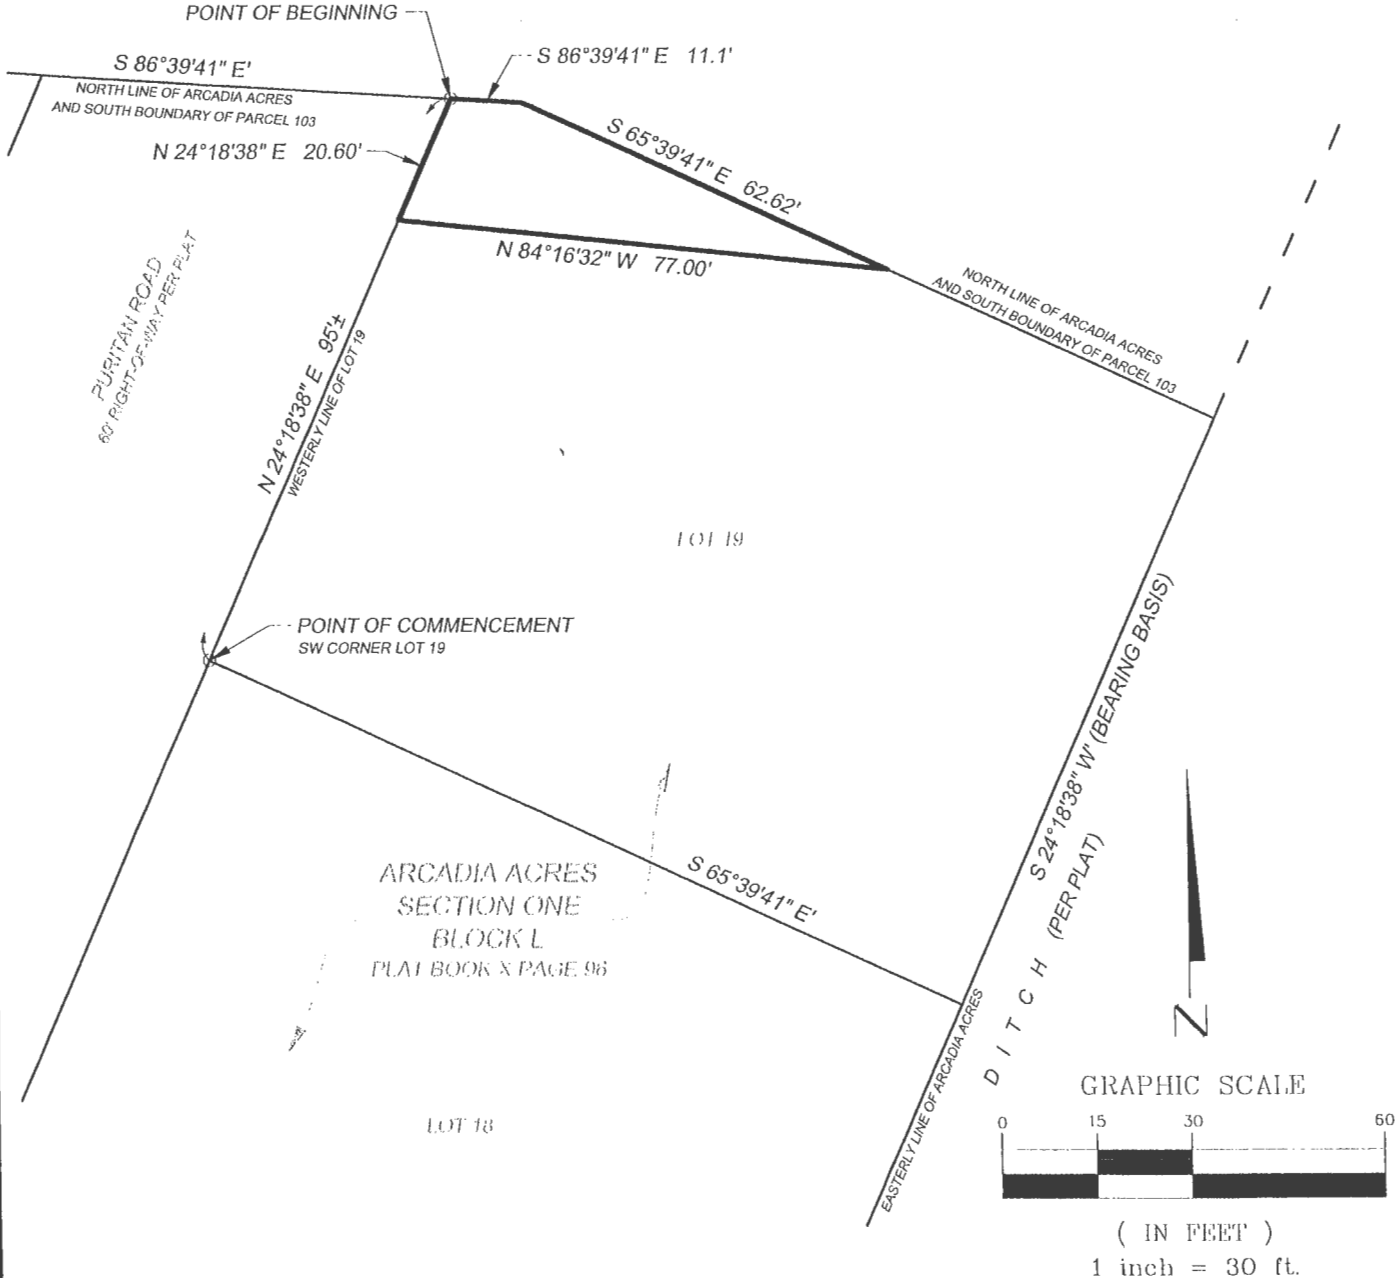 POINT OF BEGINNING
S 86°39'41" E'
S 86°39'41" E 11.1'
NORTH LINE OF ARCADIA ACRES
AND SOUTH BOUNDARY OF PARCEL 103
N 24°18'38" E 20.60'
S 65°39'41" E 62.62'
N 84°16'32" W 77.00'
NORTH LINE OF ARCADIA ACRES
AND SOUTH BOUNDARY OF PARCEL 103
PURITAN ROAD
60' RIGHT-OF-WAY PER PLAT
N 24°18'38" E 95'±
WESTERLY LINE OF LOT 19
LOT 19
POINT OF COMMENCEMENT
SW CORNER LOT 19
S 24°18'38" W' (BEARING BASIS)
DITCH (PER PLAT)
S 65°39'41" E'
ARCADIA ACRES
SECTION ONE
BLOCK L
PLAT BOOK X PAGE 96
EASTERLY LINE OF ARCADIA ACRES
LOT 18
N
GRAPHIC SCALE
0 15 30 60
( IN FEET )
1 inch = 30 ft.